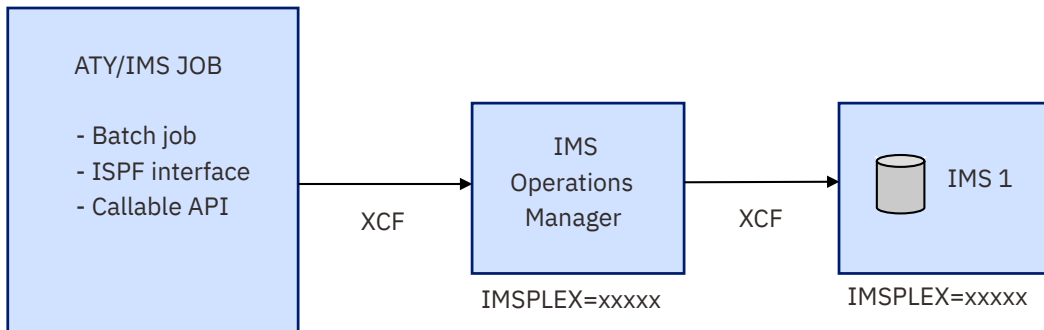 ATY/IMS JOB
- Batch job
- ISPF interface
- Callable API
XCF
IMS
Operations
Manager
IMSPLEX=xxxxx
XCF
IMS 1
IMSPLEX=xxxxx